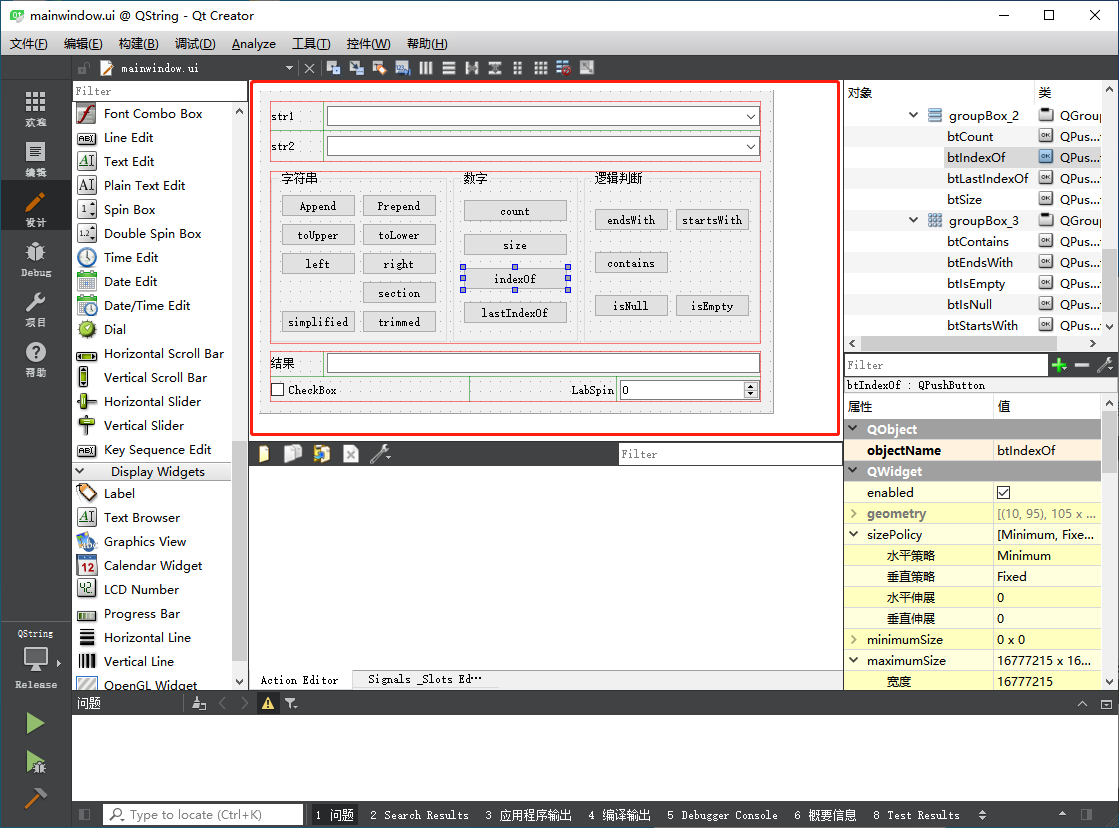 mainwindow.ui @ QString - Qt Creator
文件(F) 编辑(E) 构建(B) 调试(D) Analyze 工具(T) 控件(W) 帮助(H)
mainwindow.ui
欢迎
编辑
设计
Debug
项目
帮助
QString
Release
Filter
Font Combo Box
Line Edit
Text Edit
Plain Text Edit
Spin Box
Double Spin Box
Time Edit
Date Edit
Date/Time Edit
Dial
Horizontal Scroll Bar
Vertical Scroll Bar
Horizontal Slider
Vertical Slider
Key Sequence Edit
Display Widgets
Label
Text Browser
Graphics View
Calendar Widget
LCD Number
Progress Bar
Horizontal Line
Vertical Line
OpenGL Widget
str1
str2
字符串 数字 逻辑判断
Append Prepend count endsWith startsWith
toUpper toLower size
left right indexOf contains
section
simplified trimmed lastIndexOf isNull isEmpty
结果
CheckBox LabSpin 0
Filter
Action Editor Signals _Slots Ed···
对象 类
groupBox_2 QGrou
btCount QPus...
btIndexOf QPus...
btLastIndexOf QPus...
btSize QPus...
groupBox_3 QGrou
btContains QPus...
btEndsWith QPus...
btIsEmpty QPus...
btIsNull QPus...
btStartsWith QPus...
Filter
btIndexOf : QPushButton
属性 值
QObject
objectName btIndexOf
QWidget
enabled
geometry [(10, 95), 105 x ...
sizePolicy [Minimum, Fixe...
水平策略 Minimum
垂直策略 Fixed
水平伸展 0
垂直伸展 0
minimumSize 0 x 0
maximumSize 16777215 x 16...
宽度 16777215
问题
Type to locate (Ctrl+K) 1 问题 2 Search Results 3 应用程序输出 4 编译输出 5 Debugger Console 6 概要信息 8 Test Results